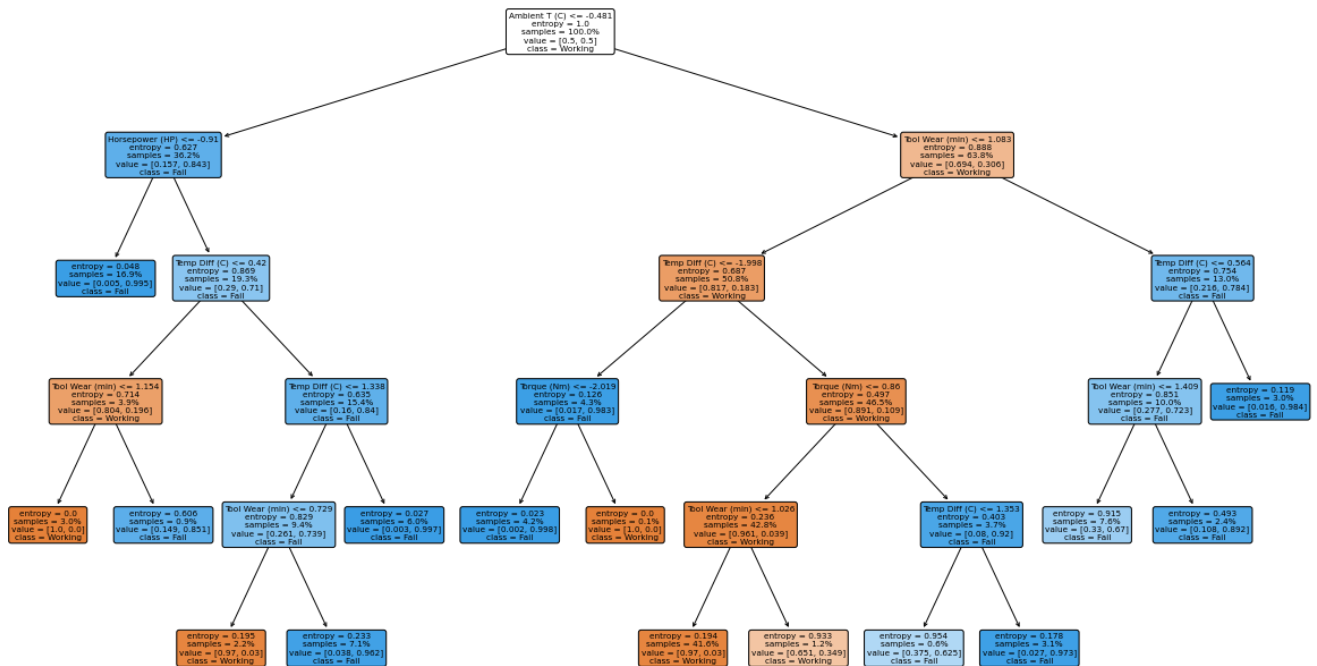 Ambient T (C) <= -0.481
entropy = 1.0
samples = 100.0%
value = [0.5, 0.5]
class = Working
Horsepower (HP) <= -0.91
entropy = 0.627
samples = 36.2%
value = [0.157, 0.843]
class = Fail
Tool Wear (min) <= 1.083
entropy = 0.888
samples = 63.8%
value = [0.694, 0.306]
class = Working
entropy = 0.048
samples = 16.9%
value = [0.005, 0.995]
class = Fail
Temp Diff (C) <= 0.42
entropy = 0.869
samples = 19.3%
value = [0.29, 0.71]
class = Fail
Temp Diff (C) <= -1.998
entropy = 0.687
samples = 50.8%
value = [0.817, 0.183]
class = Working
Temp Diff (C) <= 0.564
entropy = 0.754
samples = 13.0%
value = [0.216, 0.784]
class = Fail
Tool Wear (min) <= 1.154
entropy = 0.714
samples = 3.9%
value = [0.804, 0.196]
class = Working
Temp Diff (C) <= 1.338
entropy = 0.635
samples = 15.4%
value = [0.16, 0.84]
class = Fail
Torque (Nm) <= -2.019
entropy = 0.126
samples = 4.3%
value = [0.017, 0.983]
class = Fail
Torque (Nm) <= 0.86
entropy = 0.497
samples = 46.5%
value = [0.891, 0.109]
class = Working
Tool Wear (min) <= 1.409
entropy = 0.851
samples = 10.0%
value = [0.277, 0.723]
class = Fail
entropy = 0.119
samples = 3.0%
value = [0.016, 0.984]
class = Fail
entropy = 0.0
samples = 3.0%
value = [1.0, 0.0]
class = Working
entropy = 0.606
samples = 0.9%
value = [0.149, 0.851]
class = Fail
Tool Wear (min) <= 0.729
entropy = 0.829
samples = 9.4%
value = [0.261, 0.739]
class = Fail
entropy = 0.027
samples = 6.0%
value = [0.003, 0.997]
class = Fail
entropy = 0.023
samples = 4.2%
value = [0.002, 0.998]
class = Fail
entropy = 0.0
samples = 0.1%
value = [1.0, 0.0]
class = Working
Tool Wear (min) <= 1.026
entropy = 0.236
samples = 42.8%
value = [0.961, 0.039]
class = Working
Temp Diff (C) <= 1.353
entropy = 0.403
samples = 3.7%
value = [0.08, 0.92]
class = Fail
entropy = 0.915
samples = 7.6%
value = [0.33, 0.67]
class = Fail
entropy = 0.493
samples = 2.4%
value = [0.108, 0.892]
class = Fail
entropy = 0.195
samples = 2.2%
value = [0.97, 0.03]
class = Working
entropy = 0.233
samples = 7.1%
value = [0.038, 0.962]
class = Fail
entropy = 0.194
samples = 41.6%
value = [0.97, 0.03]
class = Working
entropy = 0.933
samples = 1.2%
value = [0.651, 0.349]
class = Working
entropy = 0.954
samples = 0.6%
value = [0.375, 0.625]
class = Fail
entropy = 0.178
samples = 3.1%
value = [0.027, 0.973]
class = Fail